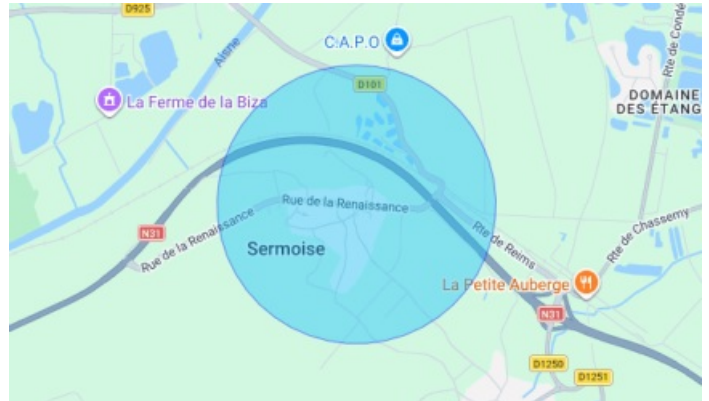 D925
Aisne
C.A.P.O
Rte de Condé
La Ferme de la Biza
D101
DOMAINE
DES ÉTANG
Rue de la Renaissance
N31
Rue de la Renaissance
Sermoise
Rte de Reims
Rte de Chassemy
La Petite Auberge
N31
D1250
D1251